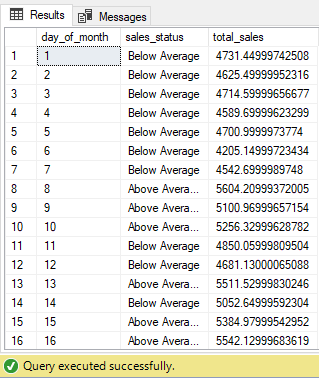 Results Messages
day_of_month sales_status total_sales
1 1 Below Average 4731.44999742508
2 2 Below Average 4625.49999952316
3 3 Below Average 4714.59999656677
4 4 Below Average 4589.69999623299
5 5 Below Average 4700.9999973774
6 6 Below Average 4205.14999723434
7 7 Below Average 4542.6999989748
8 8 Above Avera... 5604.20999372005
9 9 Above Avera... 5100.96999657154
10 10 Above Avera... 5256.32999628782
11 11 Below Average 4850.05999809504
12 12 Below Average 4681.13000065088
13 13 Above Avera... 5511.52999830246
14 14 Below Average 5052.64999592304
15 15 Above Avera... 5384.97999542952
16 16 Above Avera... 5542.12999683619
Query executed successfully.